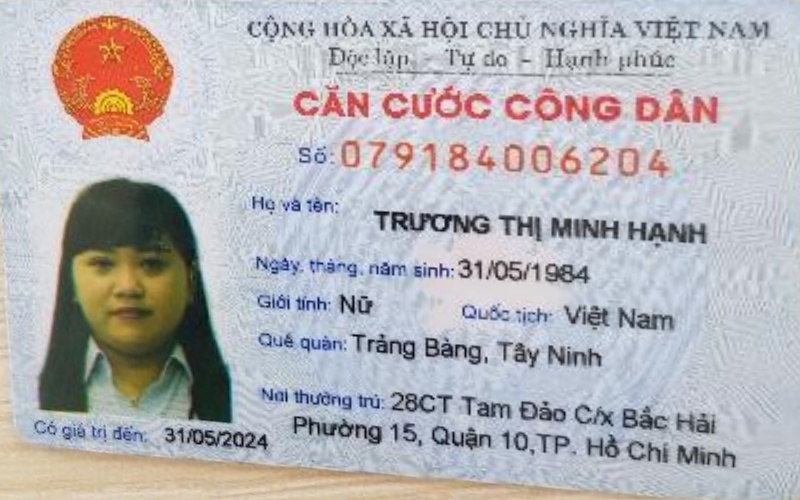 CỘNG HÒA XÃ HỘI CHỦ NGHĨA VIỆT NAM
Độc lập - Tự do - Hạnh phúc
CĂN CƯỚC CÔNG DÂN
Số: 079184006204
Họ và tên: TRƯƠNG THỊ MINH HẠNH
Ngày, tháng, năm sinh: 31/05/1984
Giới tính: Nữ Quốc tịch: Việt Nam
Quê quán: Trảng Bàng, Tây Ninh
Nơi thường trú: 28CT Tam Đảo C/x Bắc Hải
Phường 15, Quận 10,TP. Hồ Chí Minh
Có giá trị đến: 31/05/2024